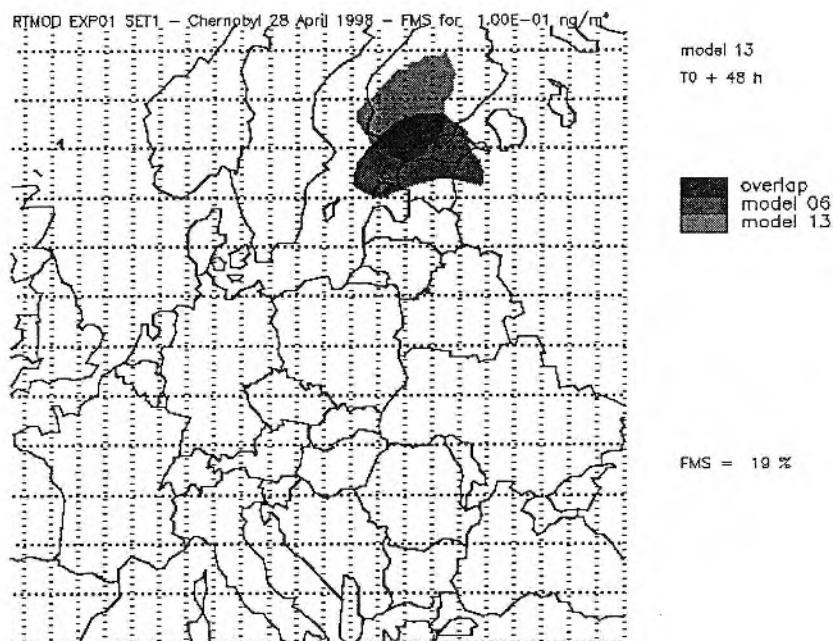 RTMOD EXP01 SET1 - Chernobyl 28 April 1998 - FMS for 1.00E-01 ng/m³
model 13
T0 + 48 h
overlap
model 06
model 13
FMS = 19 %